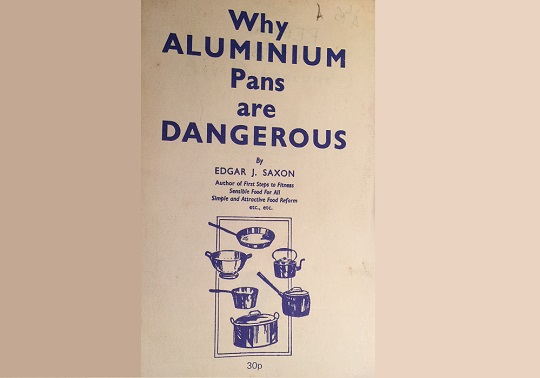 Why
ALUMINIUM
Pans
are
DANGEROUS
By
EDGAR J. SAXON
Author of First Steps to Fitness
Sensible Food For All
Simple and Attractive Food Reform
etc., etc.
30p